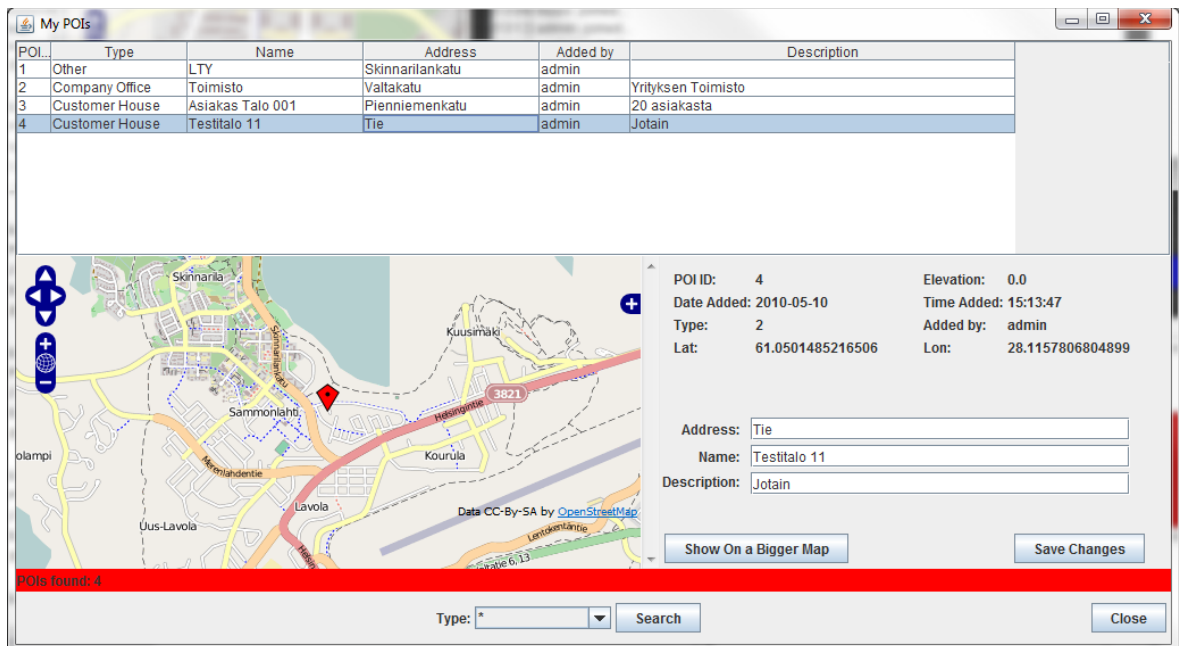 My POIs
POI... Type Name Address Added by Description
1 Other LTY Skinnarilankatu admin
2 Company Office Toimisto Valtakatu admin Yrityksen Toimisto
3 Customer House Asiakas Talo 001 Pienniemenkatu admin 20 asiakasta
4 Customer House Testitalo 11 Tie admin Jotain
Skinnarila
Skinnarilankatu
Kuusimäki
3821
Helsingintie
Sammonlahti
olampi
Merenlahdentie
Kourula
Lavola
Uus-Lavola
Data CC-By-SA by OpenStreetMap
Lentokentäntie
POI ID: 4 Elevation: 0.0
Date Added: 2010-05-10 Time Added: 15:13:47
Type: 2 Added by: admin
Lat: 61.0501485216506 Lon: 28.1157806804899
Address: Tie
Name: Testitalo 11
Description: Jotain
Show On a Bigger Map Save Changes
POIs found: 4
Type: * Search Close